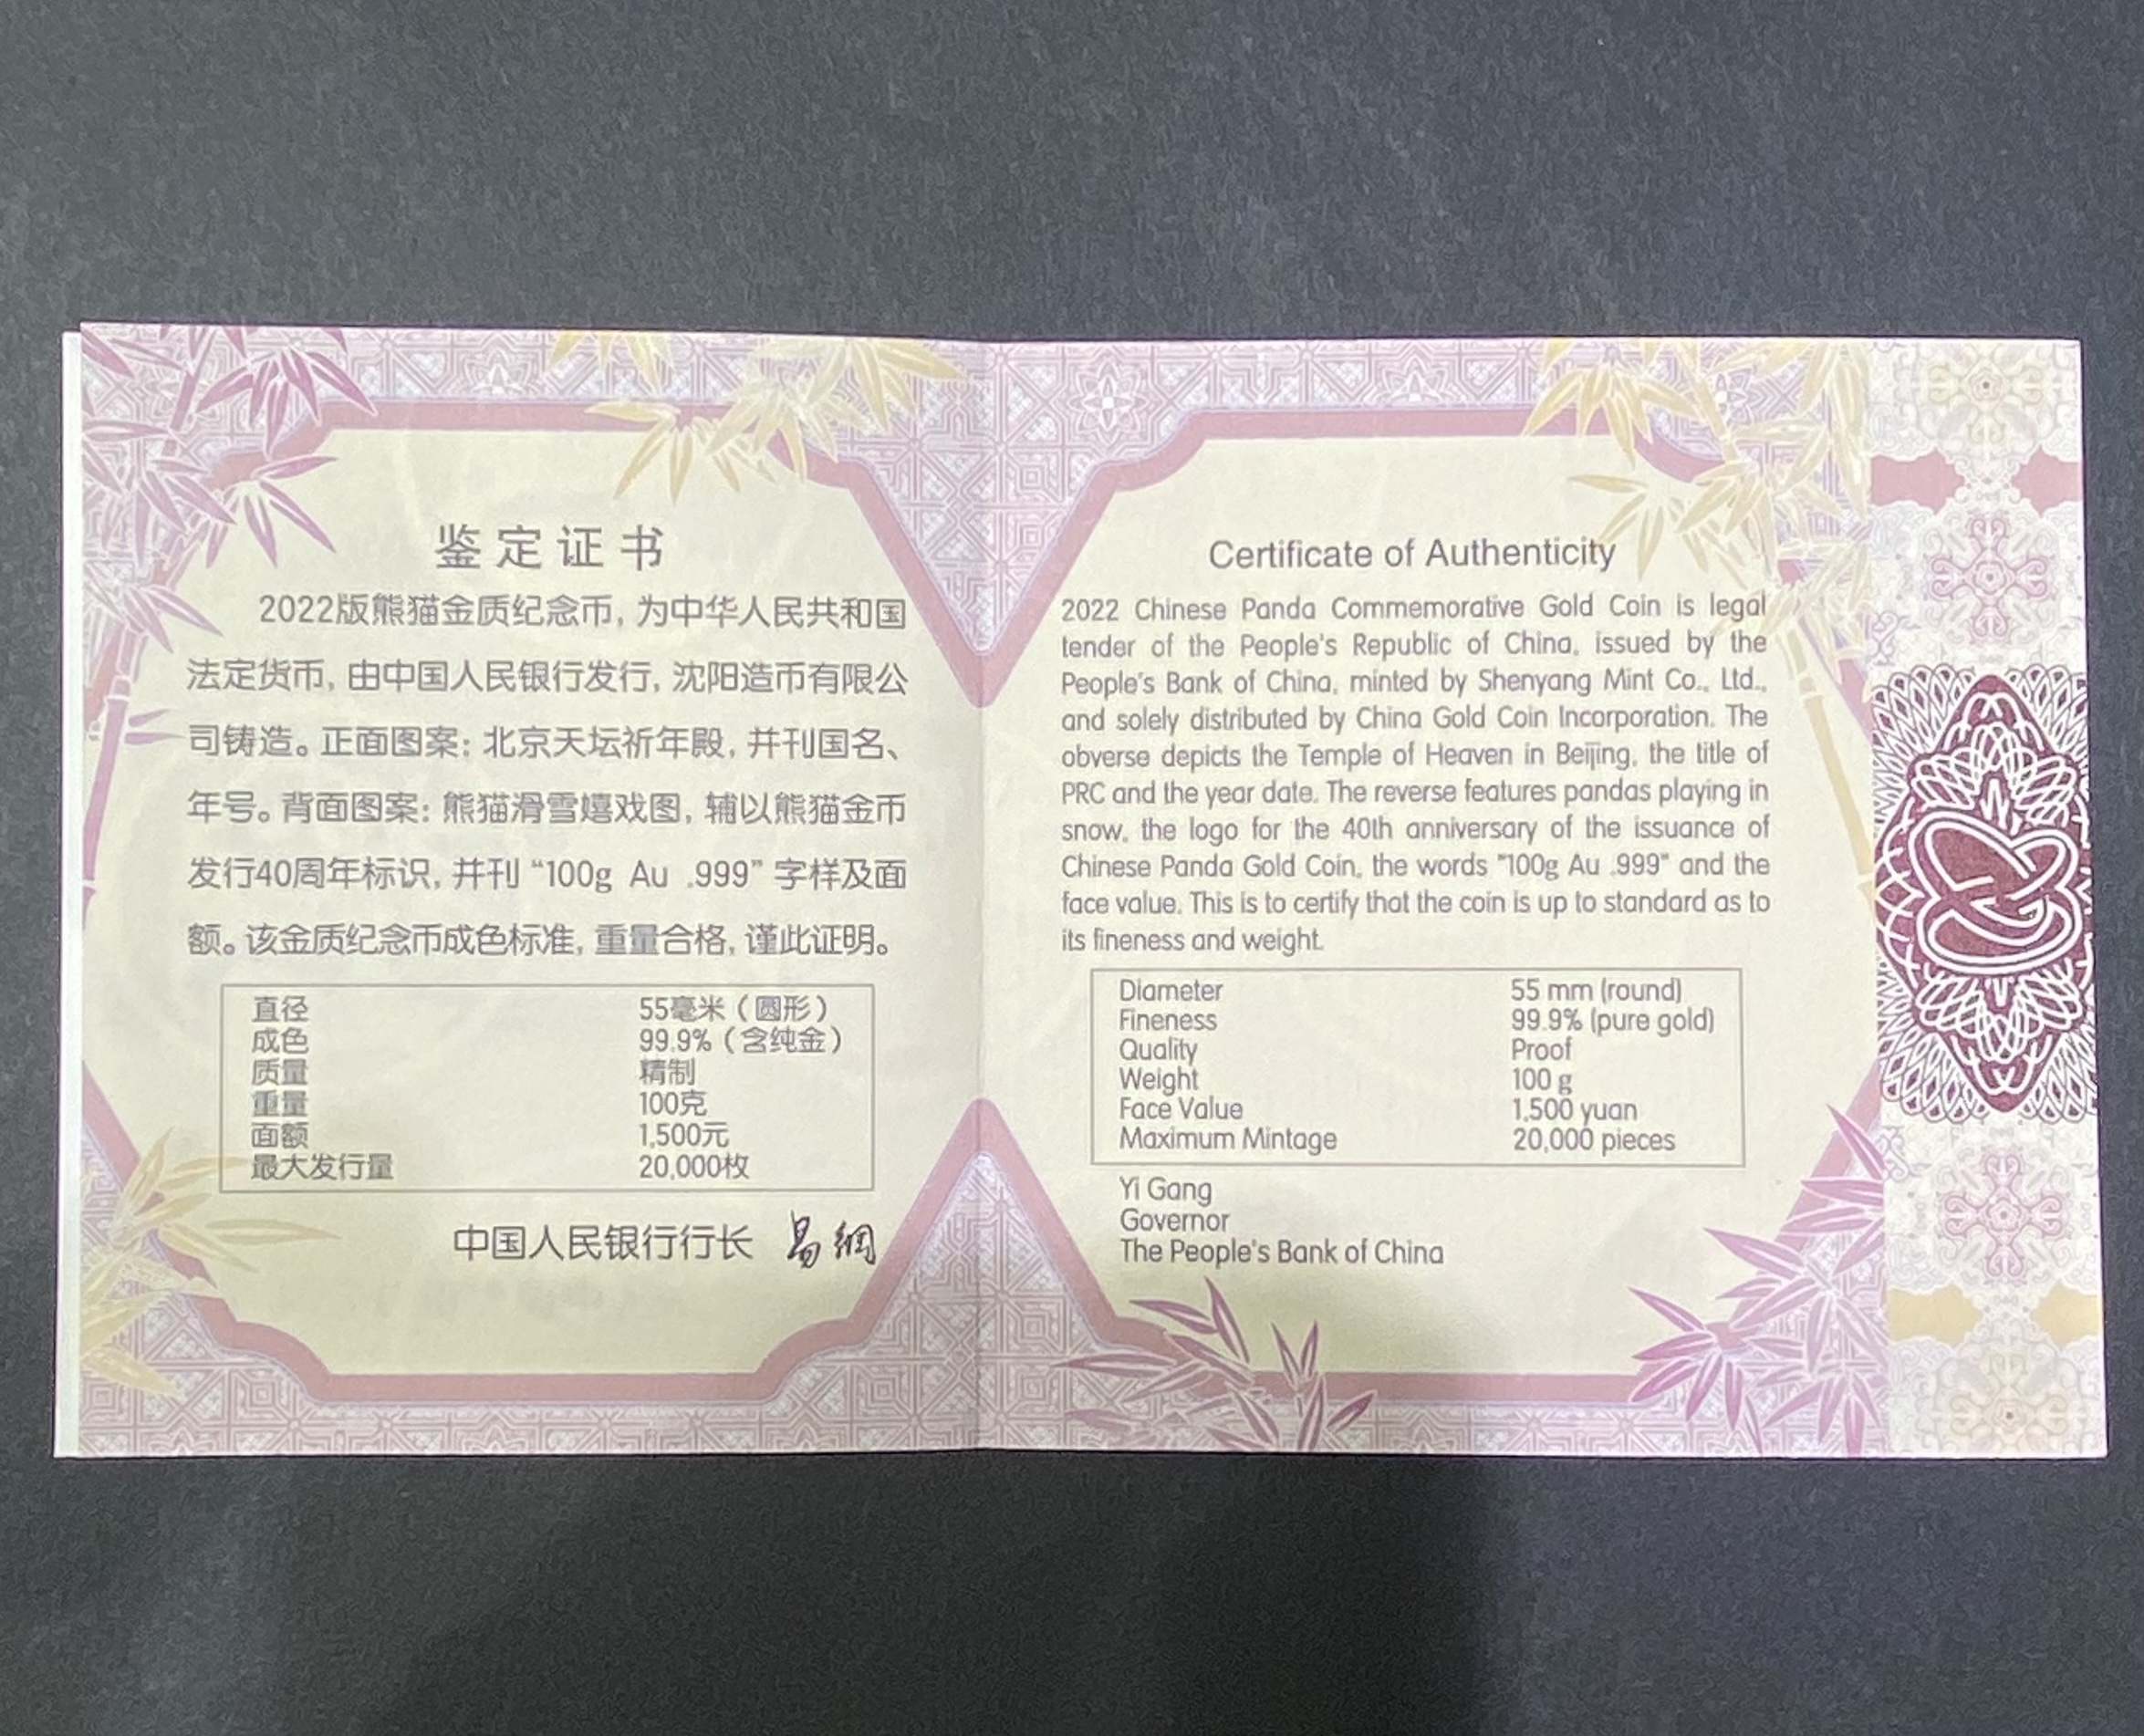 鉴定证书
2022版熊猫金质纪念币, 为中华人民共和国
法定货币, 由中国人民银行发行, 沈阳造币有限公
司铸造。正面图案: 北京天坛祈年殿, 并刊国名、
年号。背面图案: 熊猫滑雪嬉戏图, 辅以熊猫金币
发行40周年标识, 并刊 “100g Au .999” 字样及面
额。该金质纪念币成色标准, 重量合格, 谨此证明。
直径 55毫米（圆形）
成色 99.9%（含纯金）
质量 精制
重量 100克
面额 1,500元
最大发行量 20,000枚
中国人民银行行长 易纲
Certificate of Authenticity
2022 Chinese Panda Commemorative Gold Coin is legal
tender of the People's Republic of China, issued by the
People's Bank of China, minted by Shenyang Mint Co., Ltd.,
and solely distributed by China Gold Coin Incorporation. The
obverse depicts the Temple of Heaven in Beijing, the title of
PRC and the year date. The reverse features pandas playing in
snow, the logo for the 40th anniversary of the issuance of
Chinese Panda Gold Coin, the words "100g Au .999" and the
face value. This is to certify that the coin is up to standard as to
its fineness and weight.
Diameter 55 mm (round)
Fineness 99.9% (pure gold)
Quality Proof
Weight 100 g
Face Value 1,500 yuan
Maximum Mintage 20,000 pieces
Yi Gang
Governor
The People's Bank of China